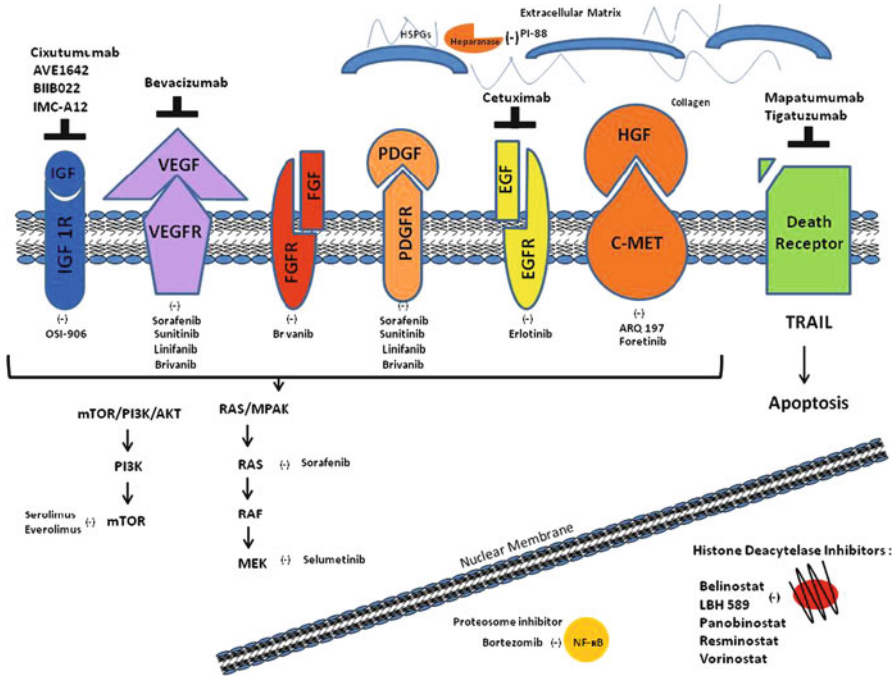 Extracellular Matrix
HSPGs
Heparanase
(-) PI-88
Cixutumumab
AVE1642
BIIB022
IMC-A12
Bevacizumab
Cetuximab
Collagen
Mapatumumab
Tigatuzumab
IGF
IGF 1R
VEGF
VEGFR
FGF
FGFR
PDGF
PDGFR
EGF
EGFR
HGF
C-MET
Death
Receptor
(-)
OSI-906
(-)
Sorafenib
Sunitinib
Linifanib
Brivanib
(-)
Brivanib
(-)
Sorafenib
Sunitinib
Linifanib
Brivanib
(-)
Erlotinib
(-)
ARQ 197
Foretinib
TRAIL
Apoptosis
mTOR/PI3K/AKT
PI3K
Serolimus
Everolimus
(-) mTOR
RAS/MPAK
RAS (-) Sorafenib
RAF
MEK (-) Selumetinib
Nuclear Membrane
Proteosome inhibitor
Bortezomib (-) NF-κB
Histone Deacytelase Inhibitors :
Belinostat
LBH 589 (-)
Panobinostat
Resminostat
Vorinostat